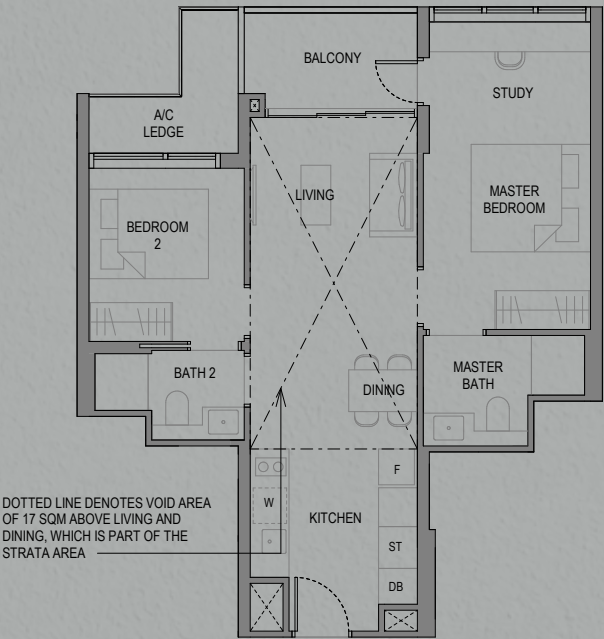 BALCONY
STUDY
A/C
LEDGE
LIVING
MASTER
BEDROOM
BEDROOM
2
BATH 2
DINING
MASTER
BATH
F
W
KITCHEN
ST
DB
DOTTED LINE DENOTES VOID AREA
OF 17 SQM ABOVE LIVING AND
DINING, WHICH IS PART OF THE
STRATA AREA